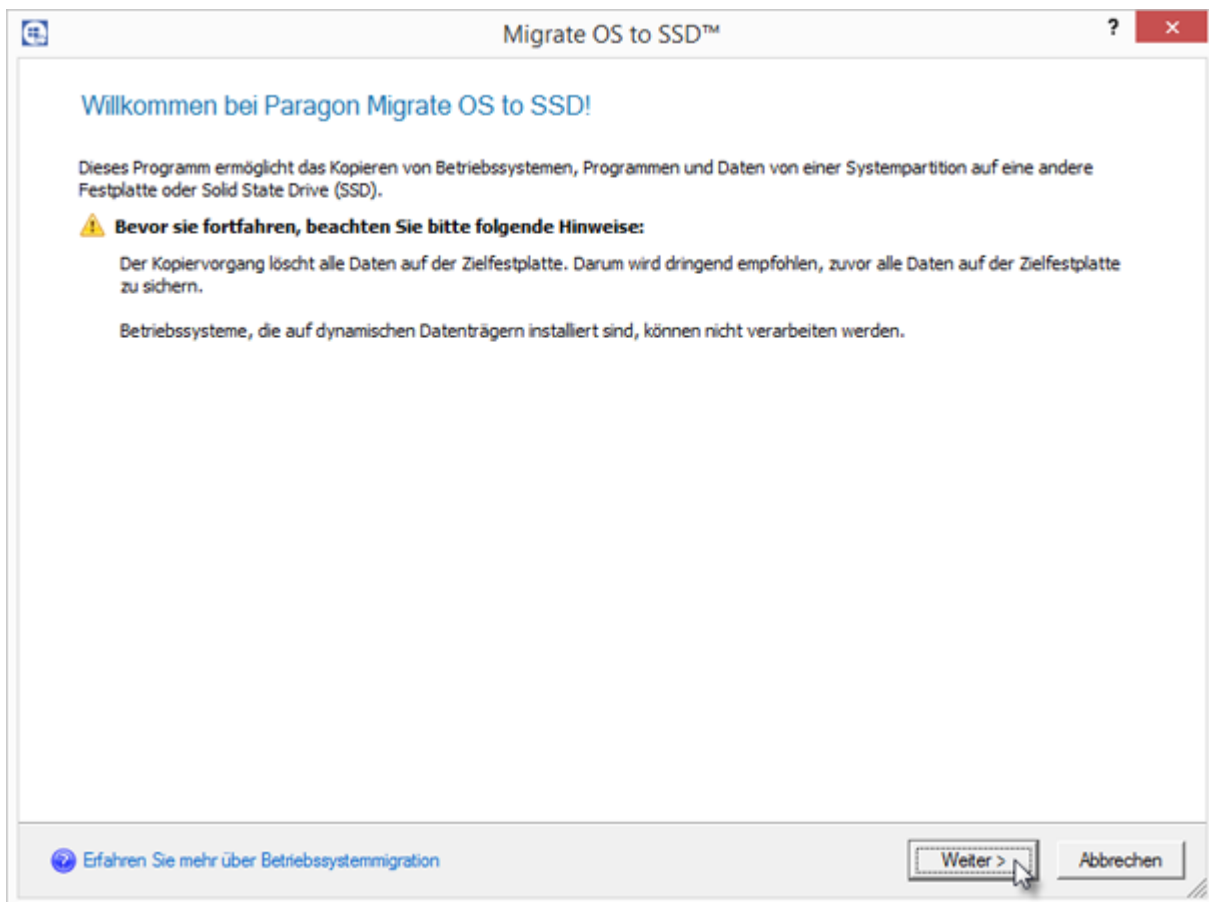 Migrate OS to SSD™
?
Willkommen bei Paragon Migrate OS to SSD!
Dieses Programm ermöglicht das Kopieren von Betriebssystemen, Programmen und Daten von einer Systempartition auf eine andere
Festplatte oder Solid State Drive (SSD).
Bevor sie fortfahren, beachten Sie bitte folgende Hinweise:
Der Kopiervorgang löscht alle Daten auf der Zielfestplatte. Darum wird dringend empfohlen, zuvor alle Daten auf der Zielfestplatte
zu sichern.
Betriebssysteme, die auf dynamischen Datenträgern installiert sind, können nicht verarbeiten werden.
Erfahren Sie mehr über Betriebssystemmigration
Weiter >
Abbrechen